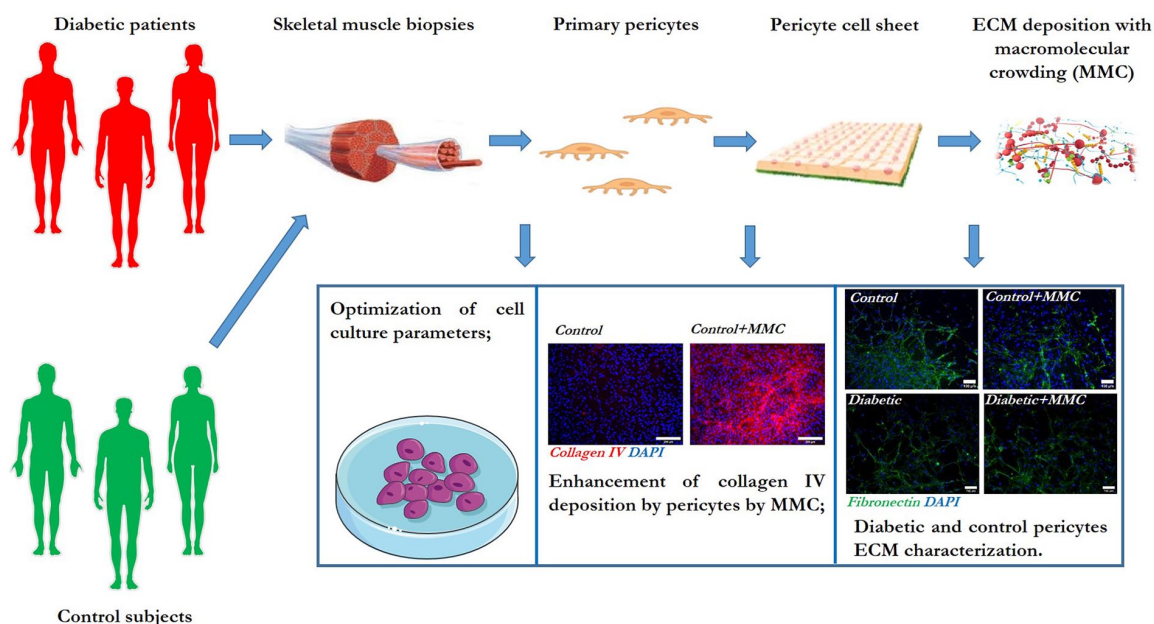 Diabetic patients
Skeletal muscle biopsies
Primary pericytes
Pericyte cell sheet
ECM deposition with
macromolecular
crowding (MMC)
Optimization of cell
culture parameters;
Control
Control+MMC
Collagen IV DAPI
Enhancement of collagen IV
deposition by pericytes by MMC;
Control
Control+MMC
Diabetic
Diabetic+MMC
Fibronectin DAPI
Diabetic and control pericytes
ECM characterization.
Control subjects